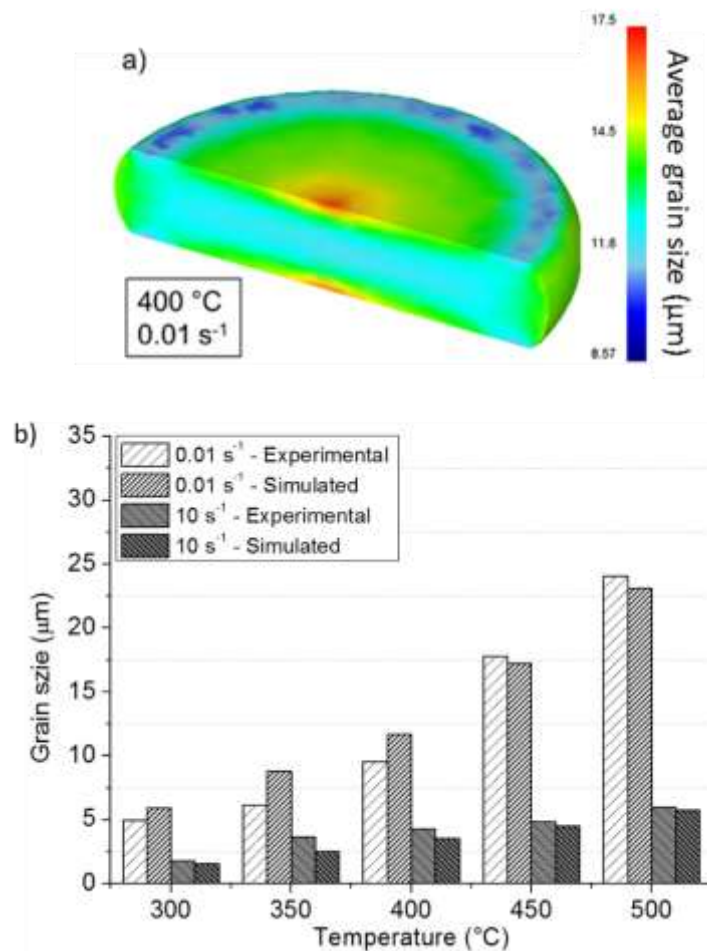 a)
17.5
14.5
11.6
8.57
Average grain size (μm)
400 °C
0.01 s⁻¹
b)
35
30
25
20
15
10
5
0
Grain szie (μm)
0.01 s⁻¹ - Experimental
0.01 s⁻¹ - Simulated
10 s⁻¹ - Experimental
10 s⁻¹ - Simulated
300 350 400 450 500
Temperature (°C)